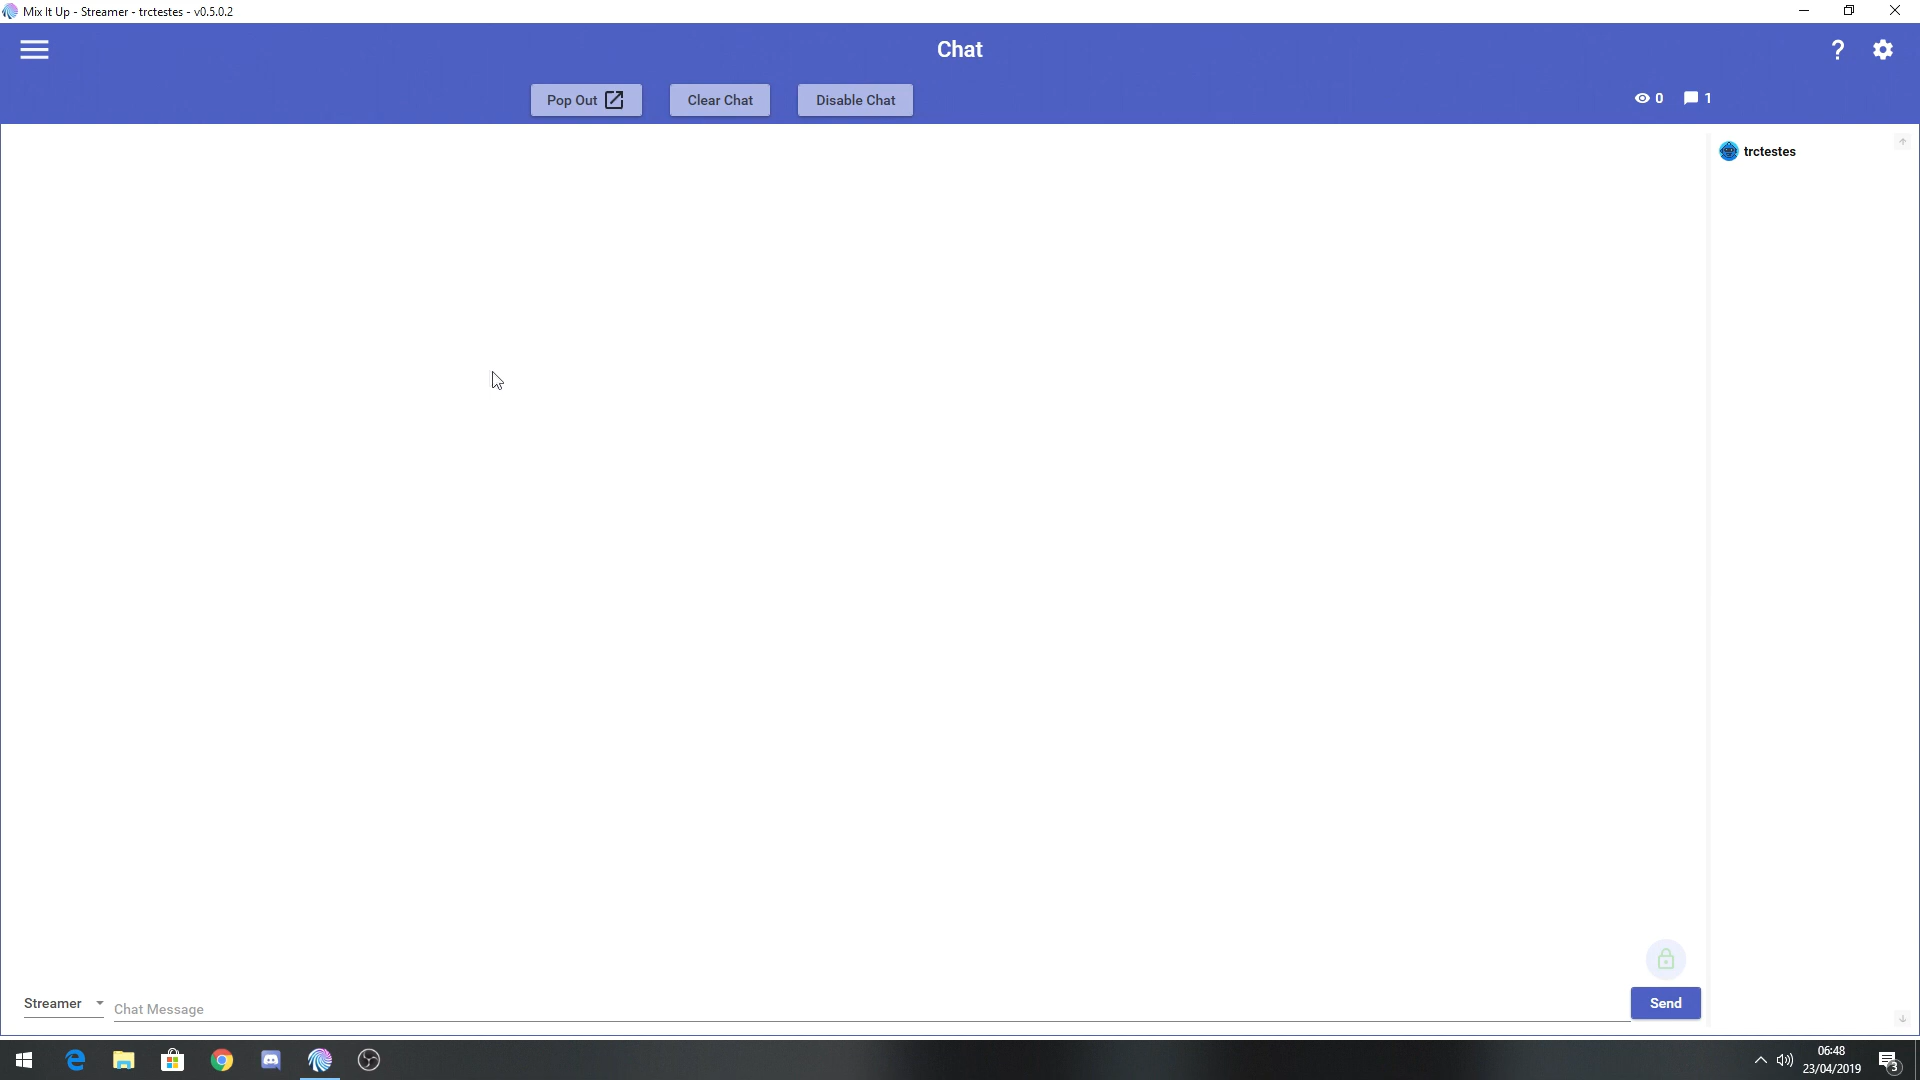 Mix It Up - Streamer - trctestes - v0.5.0.2
Chat
?
Pop Out
Clear Chat
Disable Chat
0
1
trctestes
Streamer
Chat Message
Send
06:48
23/04/2019
3